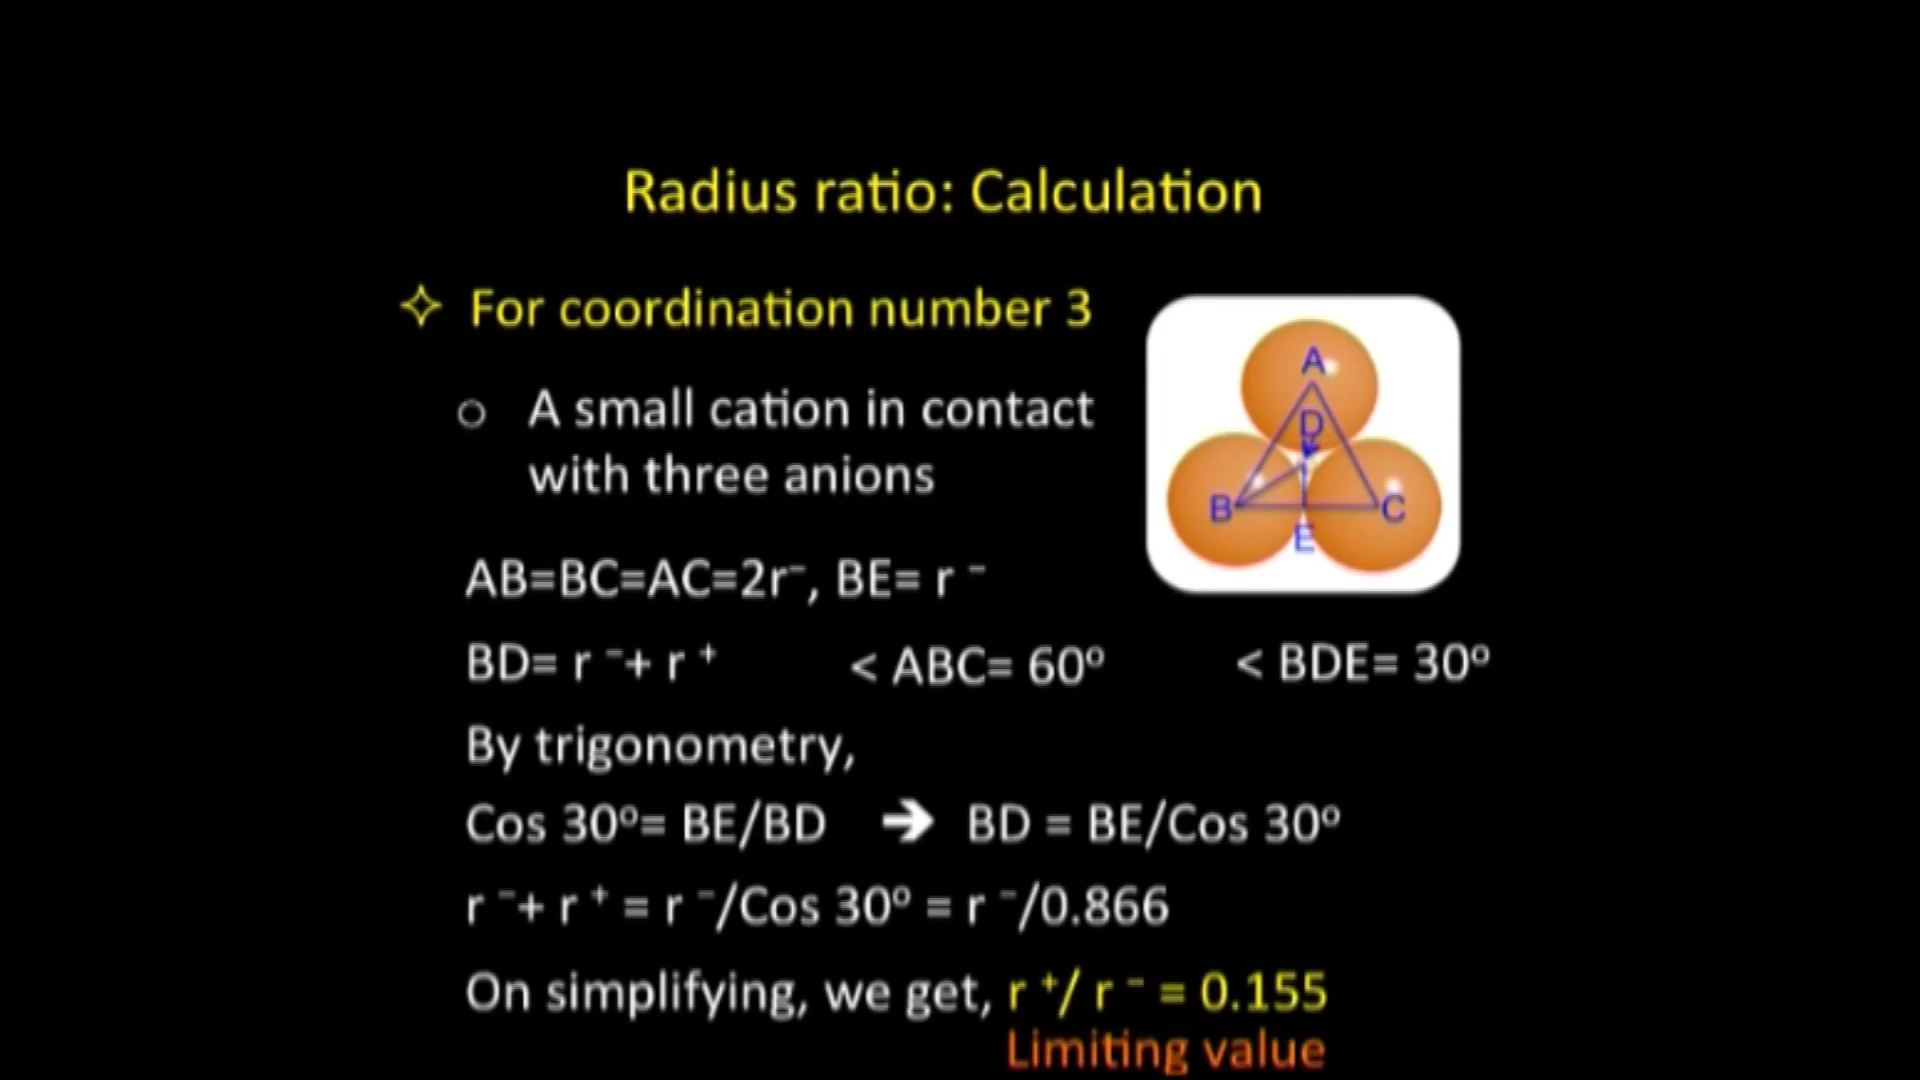 Radius ratio: Calculation
✧ For coordination number 3
o A small cation in contact
with three anions
A
D
B
C
E
AB=BC=AC=2r⁻, BE= r ⁻
BD= r ⁻+ r ⁺ < ABC= 60º < BDE= 30º
By trigonometry,
Cos 30º= BE/BD ➔ BD = BE/Cos 30º
r ⁻+ r ⁺ = r ⁻/Cos 30º = r ⁻/0.866
On simplifying, we get, r ⁺/ r ⁻ = 0.155
Limiting value